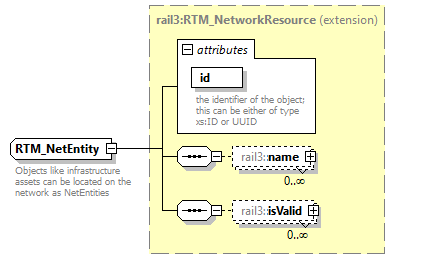 rail3:RTM_NetworkResource (extension)
attributes
id
the identifier of the object;
this can be either of type
xs:ID or UUID
RTM_NetEntity
Objects like infrastructure
assets can be located on the
network as NetEntities
rail3:name
0..∞
rail3:isValid
0..∞